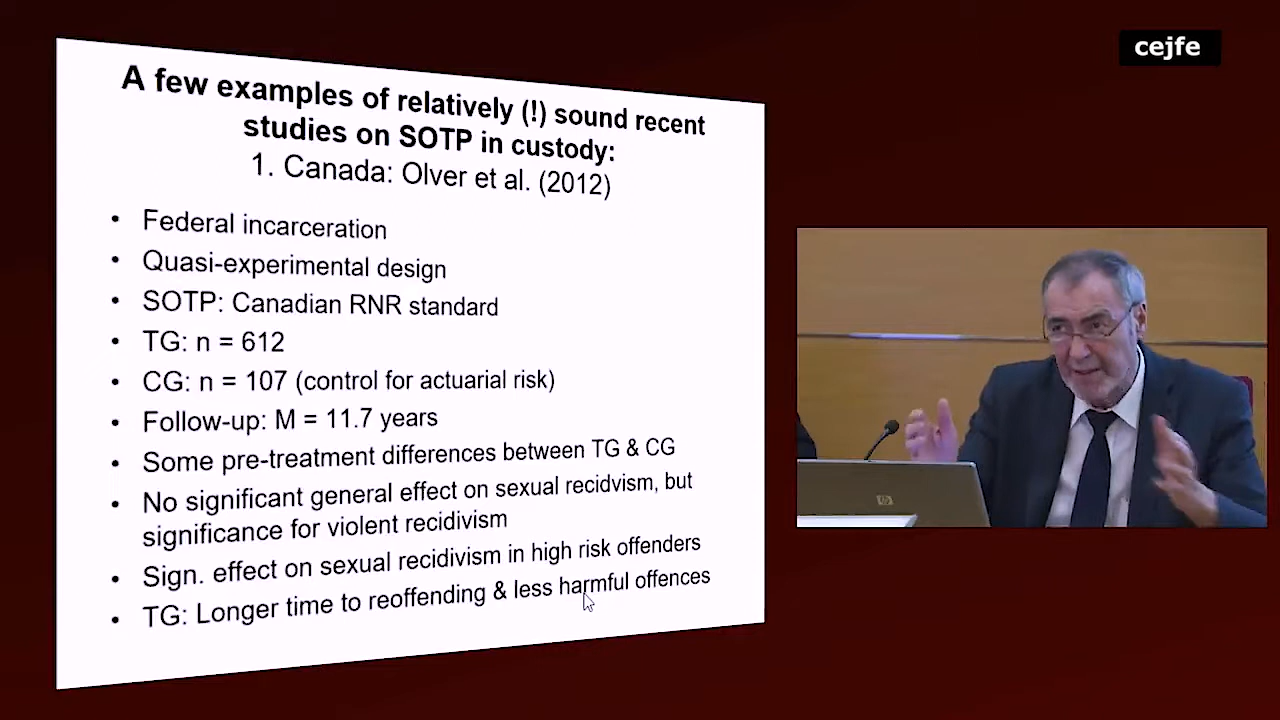 cejfe
A few examples of relatively (!) sound recent
studies on SOTP in custody:
1. Canada: Olver et al. (2012)
• Federal incarceration
• Quasi-experimental design
• SOTP: Canadian RNR standard
• TG: n = 612
• CG: n = 107 (control for actuarial risk)
• Follow-up: M = 11.7 years
• Some pre-treatment differences between TG & CG
• No significant general effect on sexual recidvism, but
significance for violent recidivism
• Sign. effect on sexual recidivism in high risk offenders
• TG: Longer time to reoffending & less harmful offences
hp